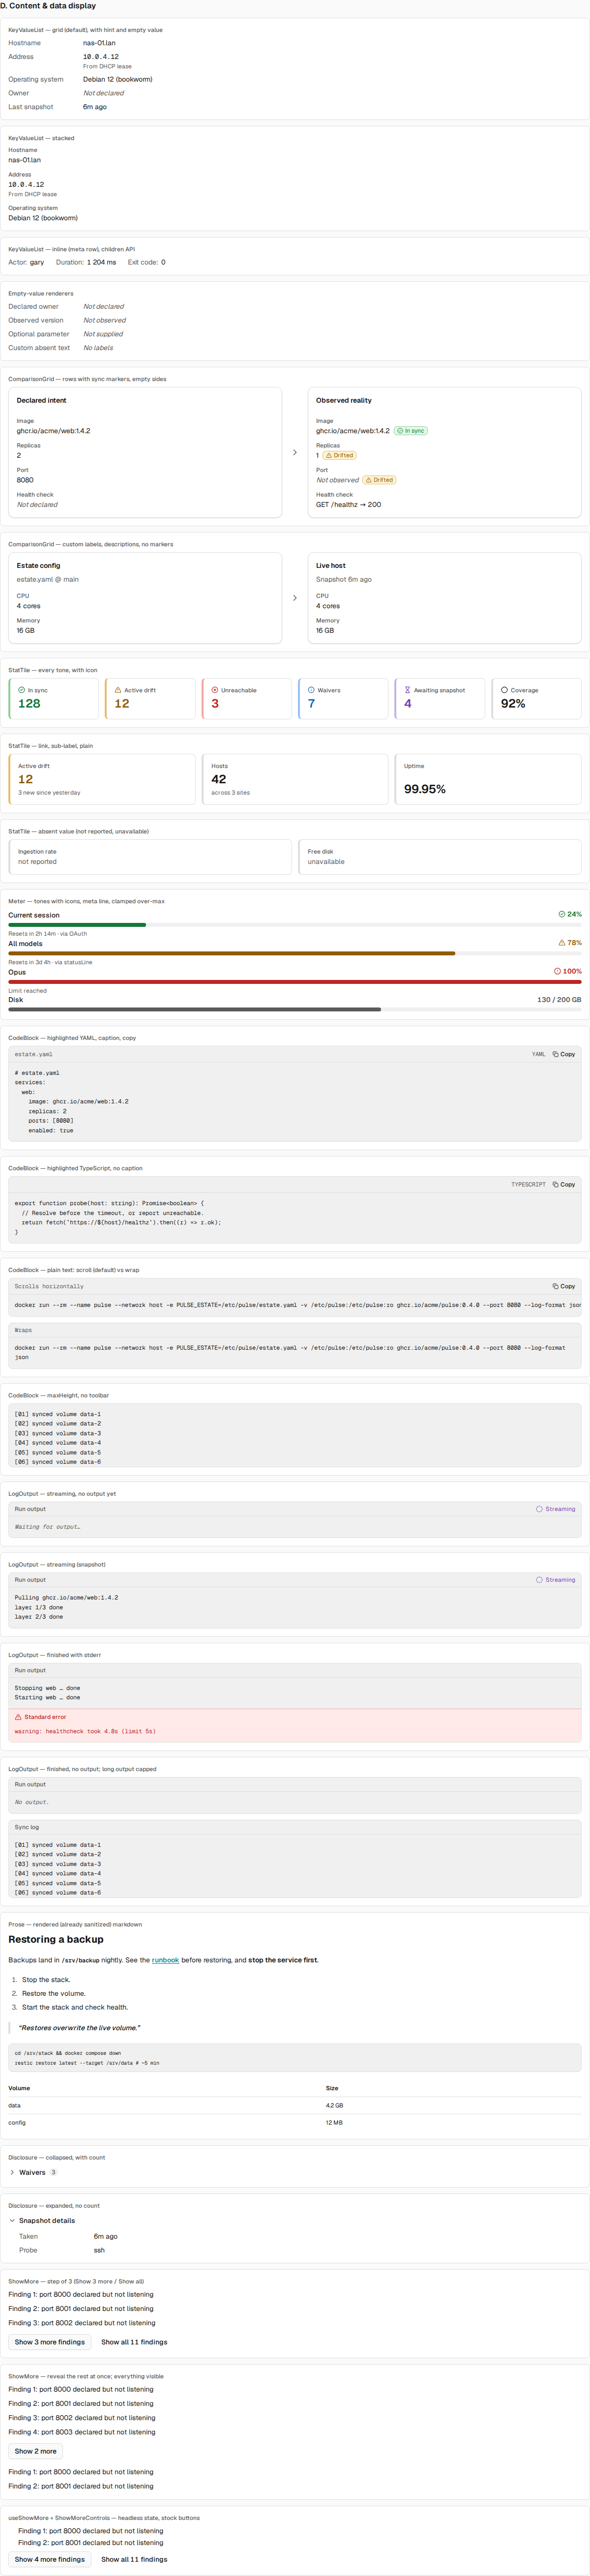 D. Content & data display
KeyValueList — grid (default), with hint and empty value
Hostname nas-01.lan
Address 10.0.4.12
From DHCP lease
Operating system Debian 12 (bookworm)
Owner Not declared
Last snapshot 6m ago
KeyValueList — stacked
Hostname
nas-01.lan
Address
10.0.4.12
From DHCP lease
Operating system
Debian 12 (bookworm)
KeyValueList — inline (meta row), children API
Actor: gary Duration: 1 204 ms Exit code: 0
Empty-value renderers
Declared owner Not declared
Observed version Not observed
Optional parameter Not supplied
Custom absent text No labels
ComparisonGrid — rows with sync markers, empty sides
Declared intent
Image
ghcr.io/acme/web:1.4.2
Replicas
2
Port
8080
Health check
Not declared
Observed reality
Image
ghcr.io/acme/web:1.4.2 In sync
Replicas
1 Drifted
Port
Not observed Drifted
Health check
GET /healthz → 200
ComparisonGrid — custom labels, descriptions, no markers
Estate config
estate.yaml @ main
CPU
4 cores
Memory
16 GB
Live host
Snapshot 6m ago
CPU
4 cores
Memory
16 GB
StatTile — every tone, with icon
In sync
128
Active drift
12
Unreachable
3
Waivers
7
Awaiting snapshot
4
Coverage
92%
StatTile — link, sub-label, plain
Active drift
12
3 new since yesterday
Hosts
42
across 3 sites
Uptime
99.95%
StatTile — absent value (not reported, unavailable)
Ingestion rate
not reported
Free disk
unavailable
Meter — tones with icons, meta line, clamped over-max
Current session 24%
Resets in 2h 14m · via OAuth
All models 78%
Resets in 3d 4h · via statusLine
Opus 100%
Limit reached
Disk 130 / 200 GB
CodeBlock — highlighted YAML, caption, copy
estate.yaml YAML Copy
# estate.yaml
services:
  web:
    image: ghcr.io/acme/web:1.4.2
    replicas: 2
    ports: [8080]
    enabled: true
CodeBlock — highlighted TypeScript, no caption
TYPESCRIPT Copy
export function probe(host: string): Promise<boolean> {
  // Resolve before the timeout, or report unreachable.
  return fetch(`https://${host}/healthz`).then((r) => r.ok);
}
CodeBlock — plain text: scroll (default) vs wrap
Scrolls horizontally Copy
docker run --rm --name pulse --network host -e PULSE_ESTATE=/etc/pulse/estate.yaml -v /etc/pulse:/etc/pulse:ro ghcr.io/acme/pulse:0.4.0 --port 8080 --log-format json
Wraps
docker run --rm --name pulse --network host -e PULSE_ESTATE=/etc/pulse/estate.yaml -v /etc/pulse:/etc/pulse:ro ghcr.io/acme/pulse:0.4.0 --port 8080 --log-format
json
CodeBlock — maxHeight, no toolbar
[01] synced volume data-1
[02] synced volume data-2
[03] synced volume data-3
[04] synced volume data-4
[05] synced volume data-5
[06] synced volume data-6
LogOutput — streaming, no output yet
Run output Streaming
Waiting for output…
LogOutput — streaming (snapshot)
Run output Streaming
Pulling ghcr.io/acme/web:1.4.2
layer 1/3 done
layer 2/3 done
LogOutput — finished with stderr
Run output
Stopping web … done
Starting web … done
Standard error
warning: healthcheck took 4.8s (limit 5s)
LogOutput — finished, no output; long output capped
Run output
No output.
Sync log
[01] synced volume data-1
[02] synced volume data-2
[03] synced volume data-3
[04] synced volume data-4
[05] synced volume data-5
[06] synced volume data-6
Prose — rendered (already sanitized) markdown
Restoring a backup
Backups land in /srv/backup nightly. See the runbook before restoring, and stop the service first.
1. Stop the stack.
2. Restore the volume.
3. Start the stack and check health.
“Restores overwrite the live volume.”
cd /srv/stack && docker compose down
restic restore latest --target /srv/data # ~5 min
Volume Size
data 4.2 GB
config 12 MB
Disclosure — collapsed, with count
Waivers 3
Disclosure — expanded, no count
Snapshot details
Taken 6m ago
Probe ssh
ShowMore — step of 3 (Show 3 more / Show all)
Finding 1: port 8000 declared but not listening
Finding 2: port 8001 declared but not listening
Finding 3: port 8002 declared but not listening
Show 3 more findings Show all 11 findings
ShowMore — reveal the rest at once; everything visible
Finding 1: port 8000 declared but not listening
Finding 2: port 8001 declared but not listening
Finding 3: port 8002 declared but not listening
Finding 4: port 8003 declared but not listening
Show 2 more
Finding 1: port 8000 declared but not listening
Finding 2: port 8001 declared but not listening
useShowMore + ShowMoreControls — headless state, stock buttons
Finding 1: port 8000 declared but not listening
Finding 2: port 8001 declared but not listening
Show 4 more findings Show all 11 findings